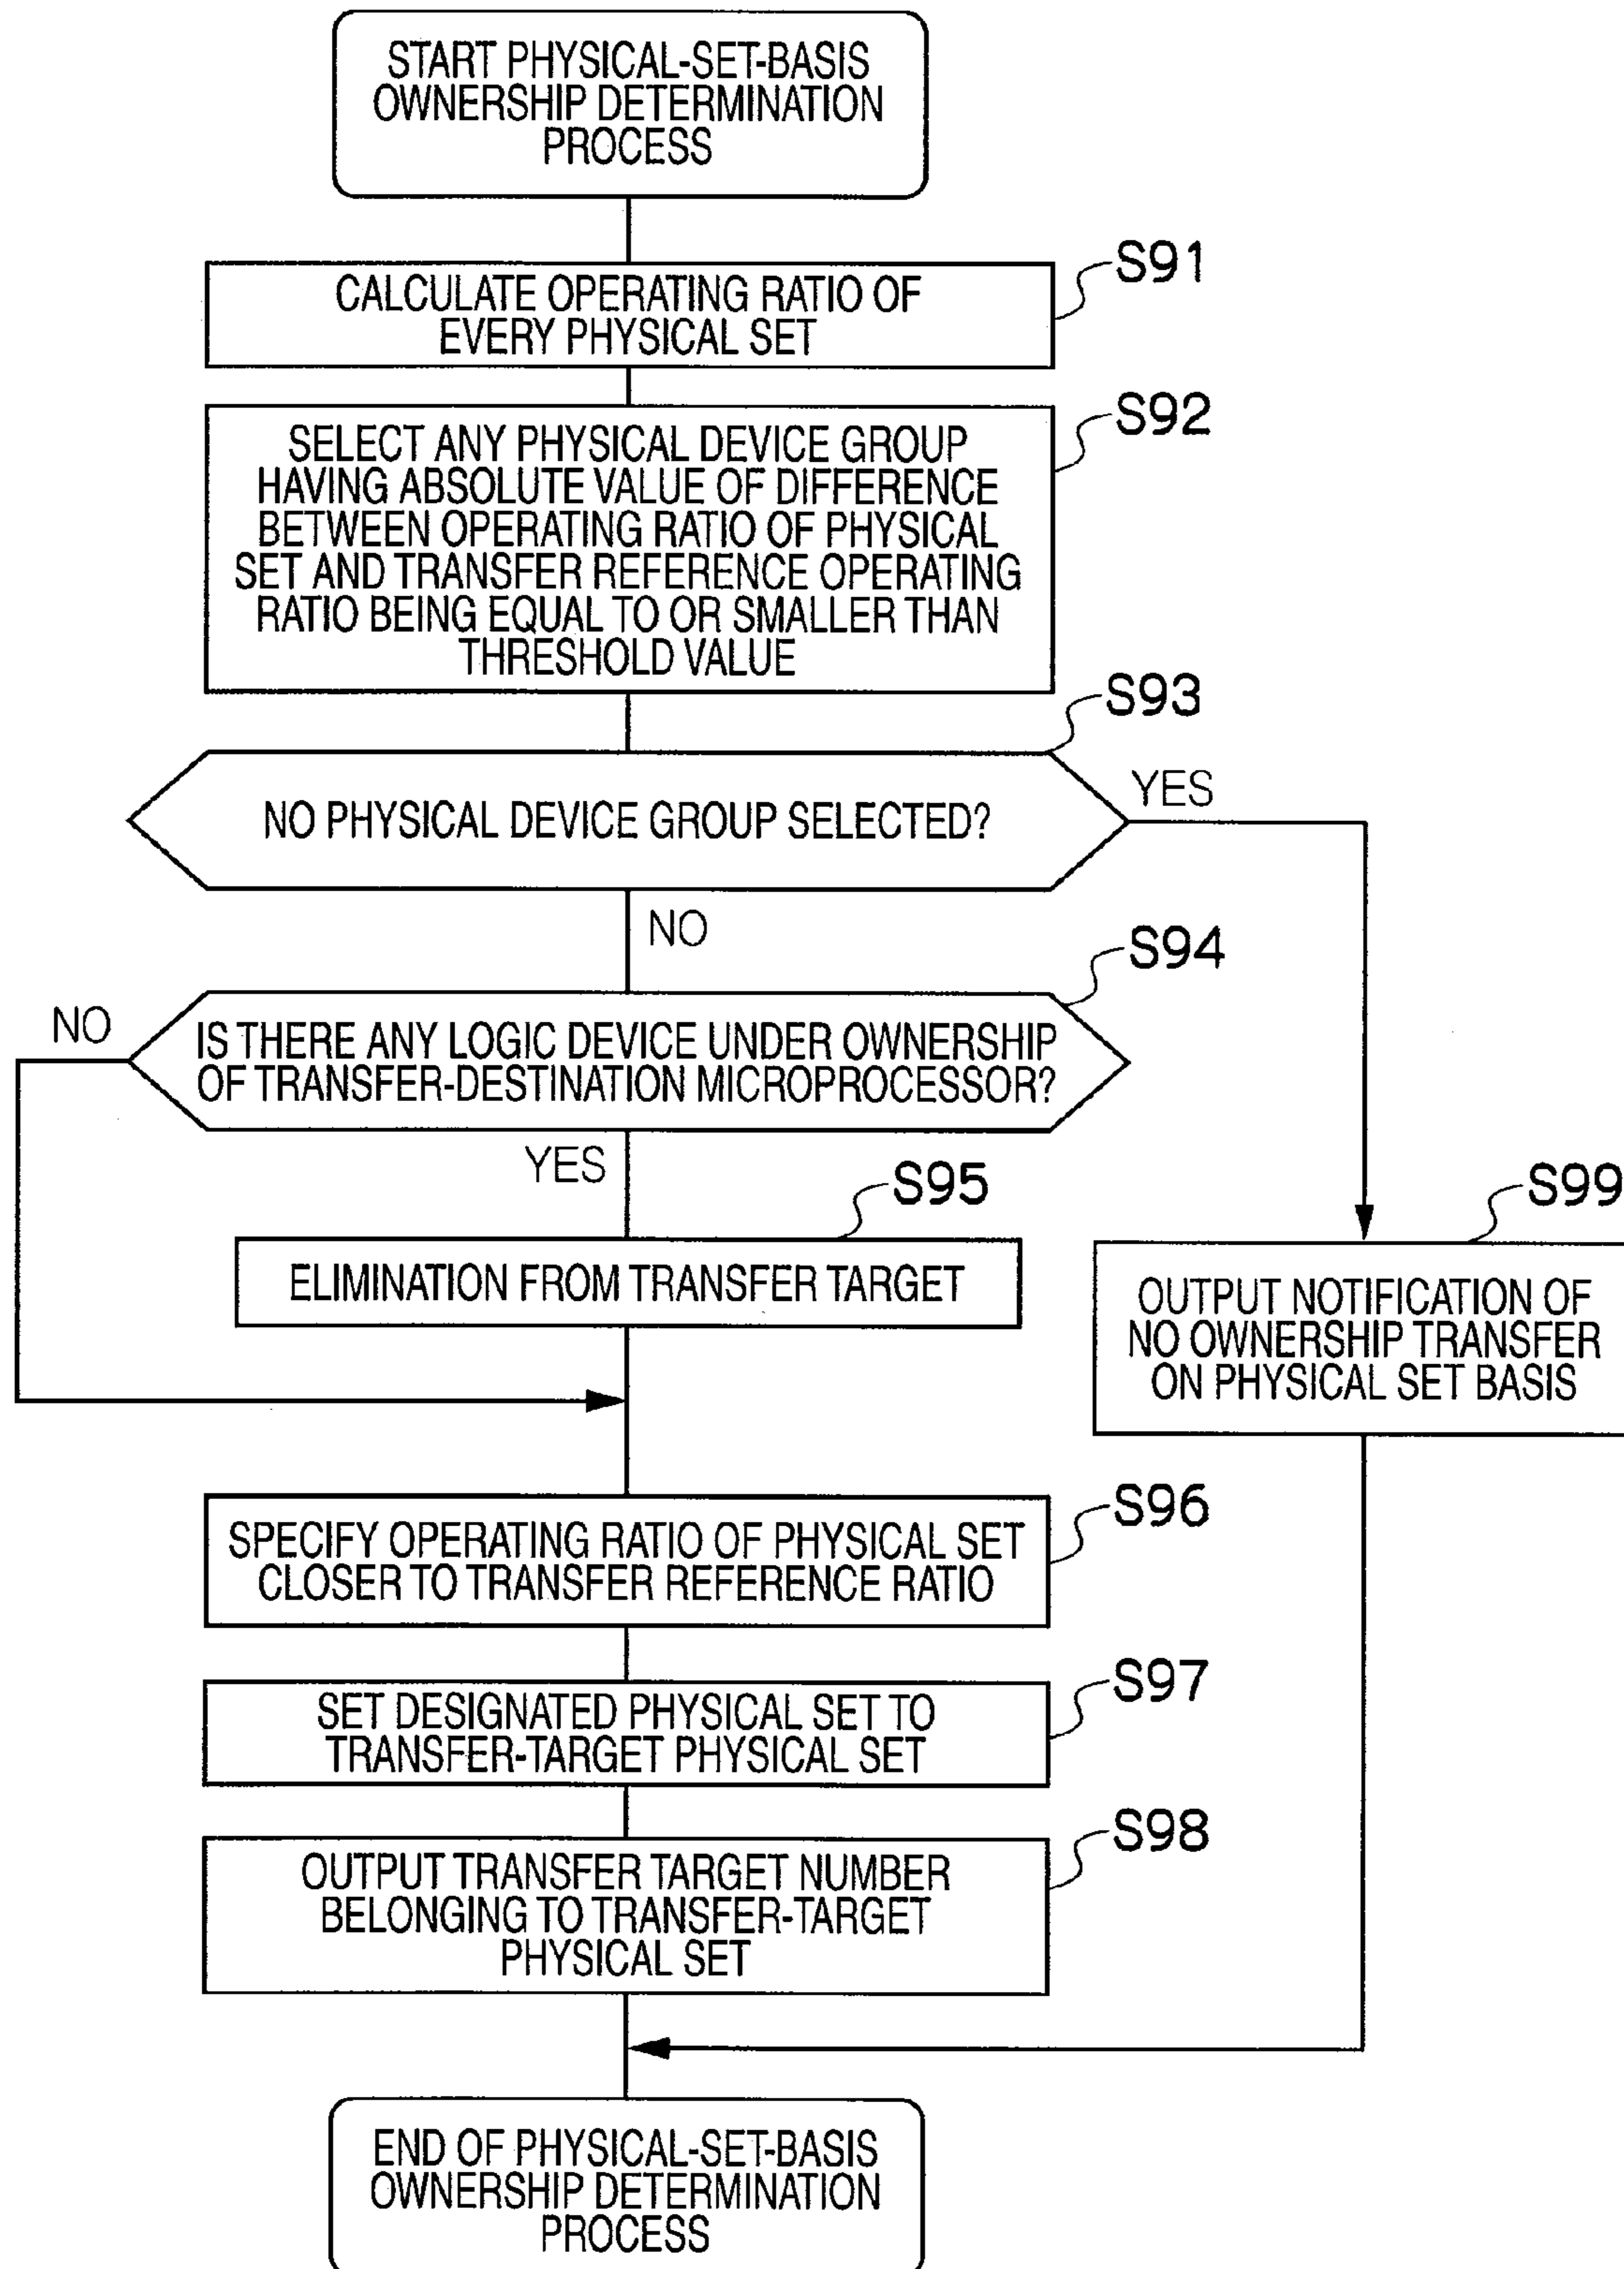 START PHYSICAL-SET-BASIS
OWNERSHIP DETERMINATION
PROCESS
S91
CALCULATE OPERATING RATIO OF
EVERY PHYSICAL SET
S92
SELECT ANY PHYSICAL DEVICE GROUP
HAVING ABSOLUTE VALUE OF DIFFERENCE
BETWEEN OPERATING RATIO OF PHYSICAL
SET AND TRANSFER REFERENCE OPERATING
RATIO BEING EQUAL TO OR SMALLER THAN
THRESHOLD VALUE
S93
NO PHYSICAL DEVICE GROUP SELECTED?
YES
NO
S94
NO
IS THERE ANY LOGIC DEVICE UNDER OWNERSHIP
OF TRANSFER-DESTINATION MICROPROCESSOR?
YES
S95
ELIMINATION FROM TRANSFER TARGET
S99
OUTPUT NOTIFICATION OF
NO OWNERSHIP TRANSFER
ON PHYSICAL SET BASIS
S96
SPECIFY OPERATING RATIO OF PHYSICAL SET
CLOSER TO TRANSFER REFERENCE RATIO
S97
SET DESIGNATED PHYSICAL SET TO
TRANSFER-TARGET PHYSICAL SET
S98
OUTPUT TRANSFER TARGET NUMBER
BELONGING TO TRANSFER-TARGET
PHYSICAL SET
END OF PHYSICAL-SET-BASIS
OWNERSHIP DETERMINATION
PROCESS